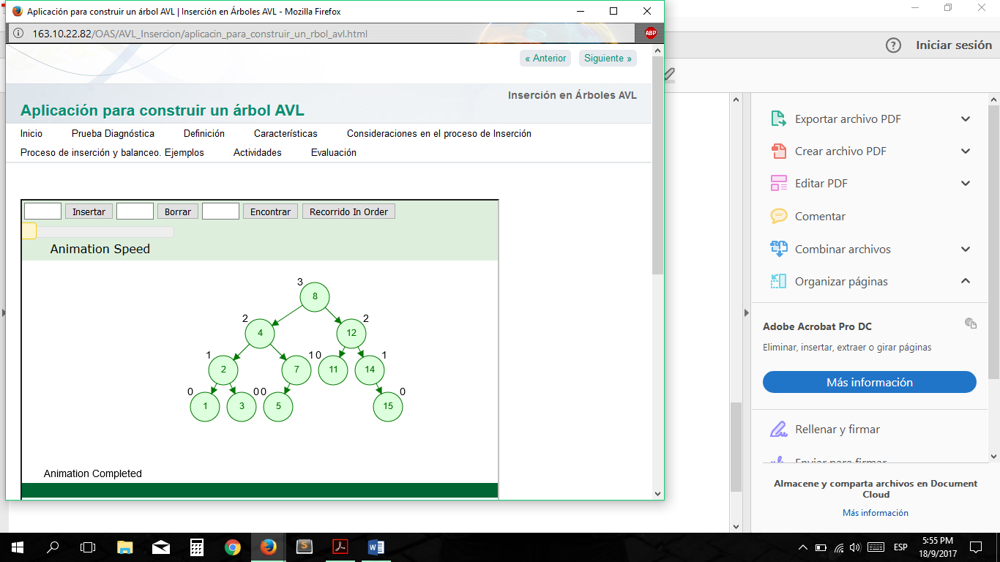 Aplicación para construir un árbol AVL | Inserción en Árboles AVL - Mozilla Firefox
163.10.22.82/OAS/AVL_Insercion/aplicacin_para_construir_un_rbol_avl.html
ABP
« Anterior Siguiente »
Inserción en Árboles AVL
Aplicación para construir un árbol AVL
Inicio Prueba Diagnóstica Definición Características Consideraciones en el proceso de Inserción
Proceso de inserción y balanceo. Ejemplos Actividades Evaluación
Insertar Borrar Encontrar Recorrido In Order
Animation Speed
3
8
2 2
4 12
1 1 0 1
2 7 11 14
0 0 0 0
1 3 5 15
Animation Completed
? Iniciar sesión
Exportar archivo PDF
Crear archivo PDF
Editar PDF
Comentar
Combinar archivos
Organizar páginas
Adobe Acrobat Pro DC
Eliminar, insertar, extraer o girar páginas
Más información
Rellenar y firmar
Enviar para firmar
Almacene y comparta archivos en Document
Cloud
Más información
ESP
5:55 PM
18/9/2017